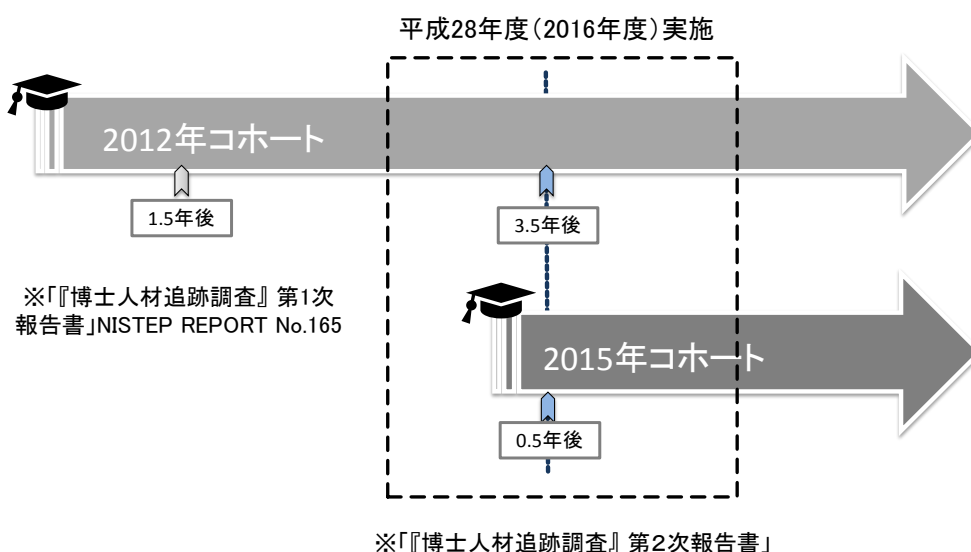 平成28年度（2016年度）実施
2012年コホート
1.5年後
3.5年後
※「『博士人材追跡調査』第1次
報告書」NISTEP REPORT No.165
2015年コホート
0.5年後
※「『博士人材追跡調査』第２次報告書」